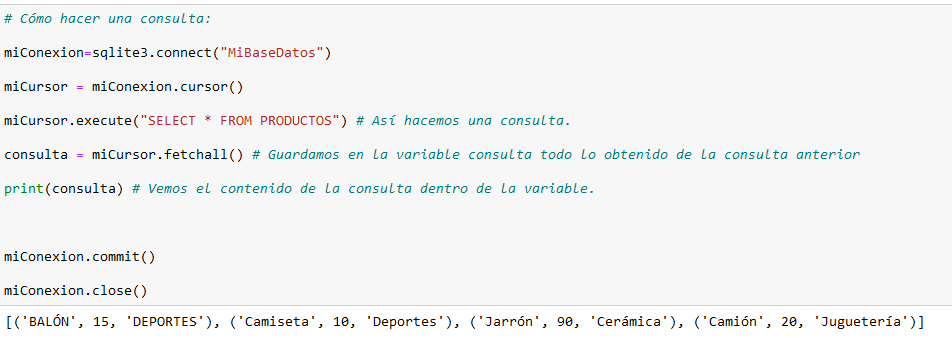 # Cómo hacer una consulta:
miConexion=sqlite3.connect("MiBaseDatos")
miCursor = miConexion.cursor()
miCursor.execute("SELECT * FROM PRODUCTOS") # Así hacemos una consulta.
consulta = miCursor.fetchall() # Guardamos en la variable consulta todo lo obtenido de la consulta anterior
print(consulta) # Vemos el contenido de la consulta dentro de la variable.
miConexion.commit()
miConexion.close()
[('BALÓN', 15, 'DEPORTES'), ('Camiseta', 10, 'Deportes'), ('Jarrón', 90, 'Cerámica'), ('Camión', 20, 'Juguetería')]